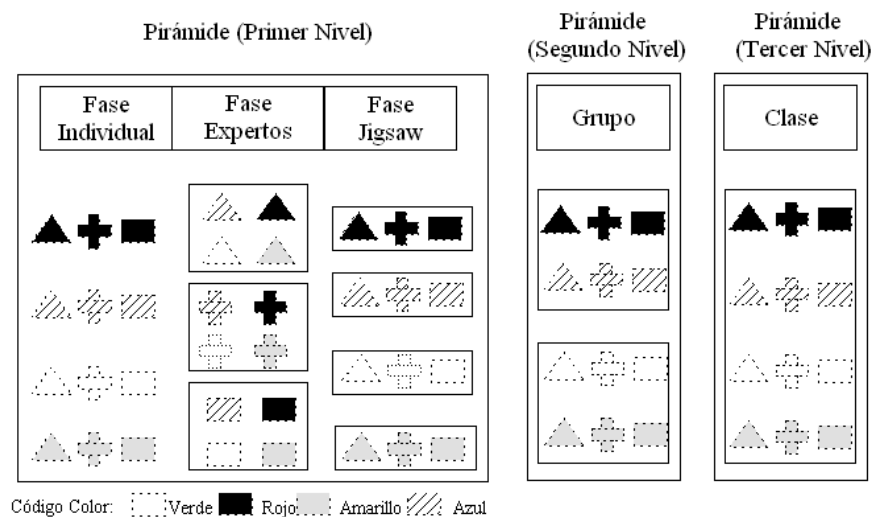 Pirámide (Primer Nivel)
Pirámide
(Segundo Nivel)
Pirámide
(Tercer Nivel)
Fase
Individual
Fase
Expertos
Fase
Jigsaw
Grupo
Clase
Código Color: Verde Rojo Amarillo Azul